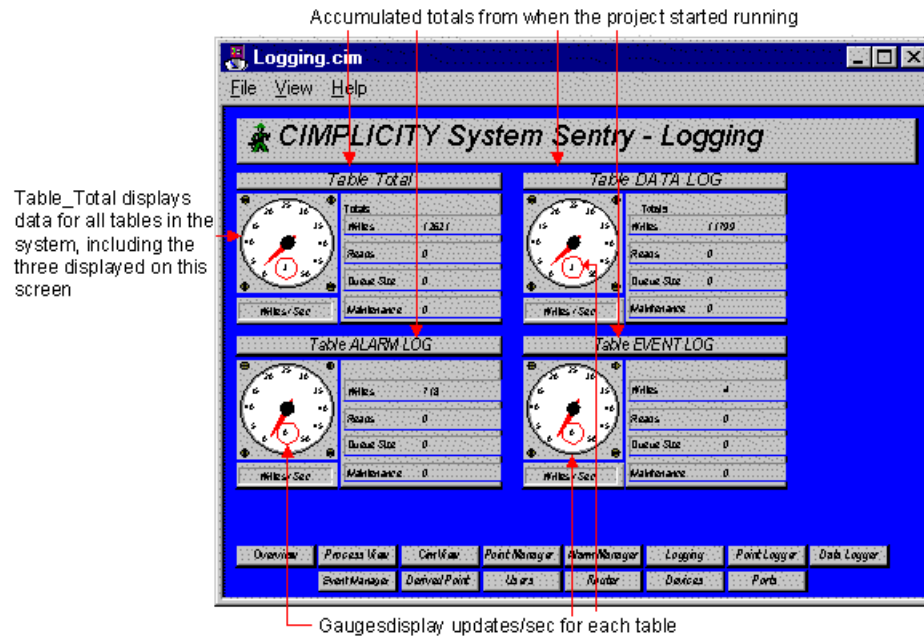 Accumulated totals from when the project started running
Logging.cim
File View Help
CIMPLICITY System Sentry - Logging
Table_Total displays
data for all tables in the
system, including the
three displayed on this
screen
Table Total
Totals
Writes 12621
Reads 0
Queue Size 0
Maintenance 0
Writes / Sec
Table DATA LOG
Totals
Writes 11799
Reads 0
Queue Size 0
Maintenance 0
Writes / Sec
Table ALARM LOG
Writes 718
Reads 0
Queue Size 0
Maintenance 0
Writes / Sec
Table EVENT LOG
Writes 4
Reads 0
Queue Size 0
Maintenance 0
Writes / Sec
Overview Process View CimView Point Manager Alarm Manager Logging Point Logger Data Logger
Event Manager Derived Point Users Router Devices Ports
Gaugesdisplay updates/sec for each table